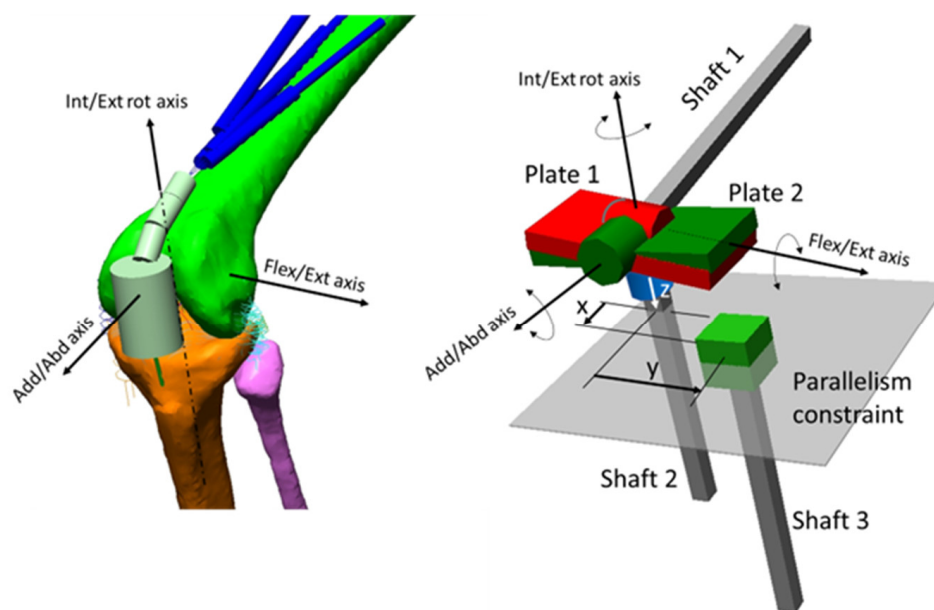 Int/Ext rot axis
Flex/Ext axis
Add/Abd axis
Shaft 1
Int/Ext rot axis
Plate 1
Plate 2
Flex/Ext axis
z
x
Add/Abd axis
y
Parallelism
constraint
Shaft 2
Shaft 3